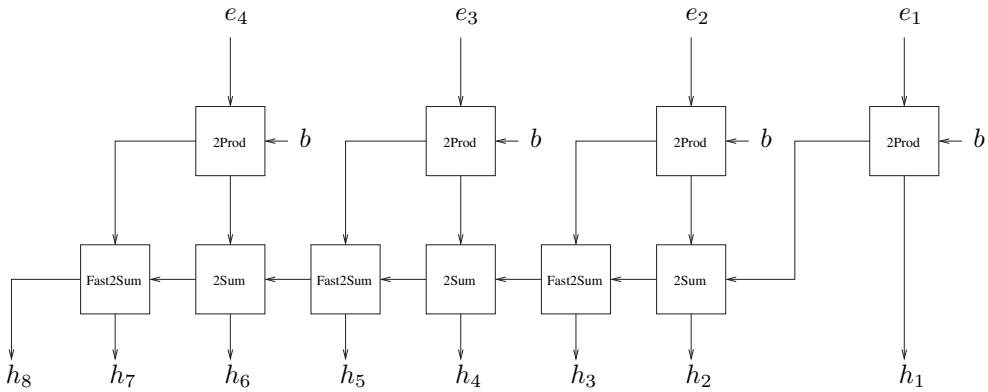 e₄ e₃ e₂ e₁
2Prod b 2Prod b 2Prod b 2Prod b
Fast2Sum 2Sum Fast2Sum 2Sum Fast2Sum 2Sum
h₈ h₇ h₆ h₅ h₄ h₃ h₂ h₁